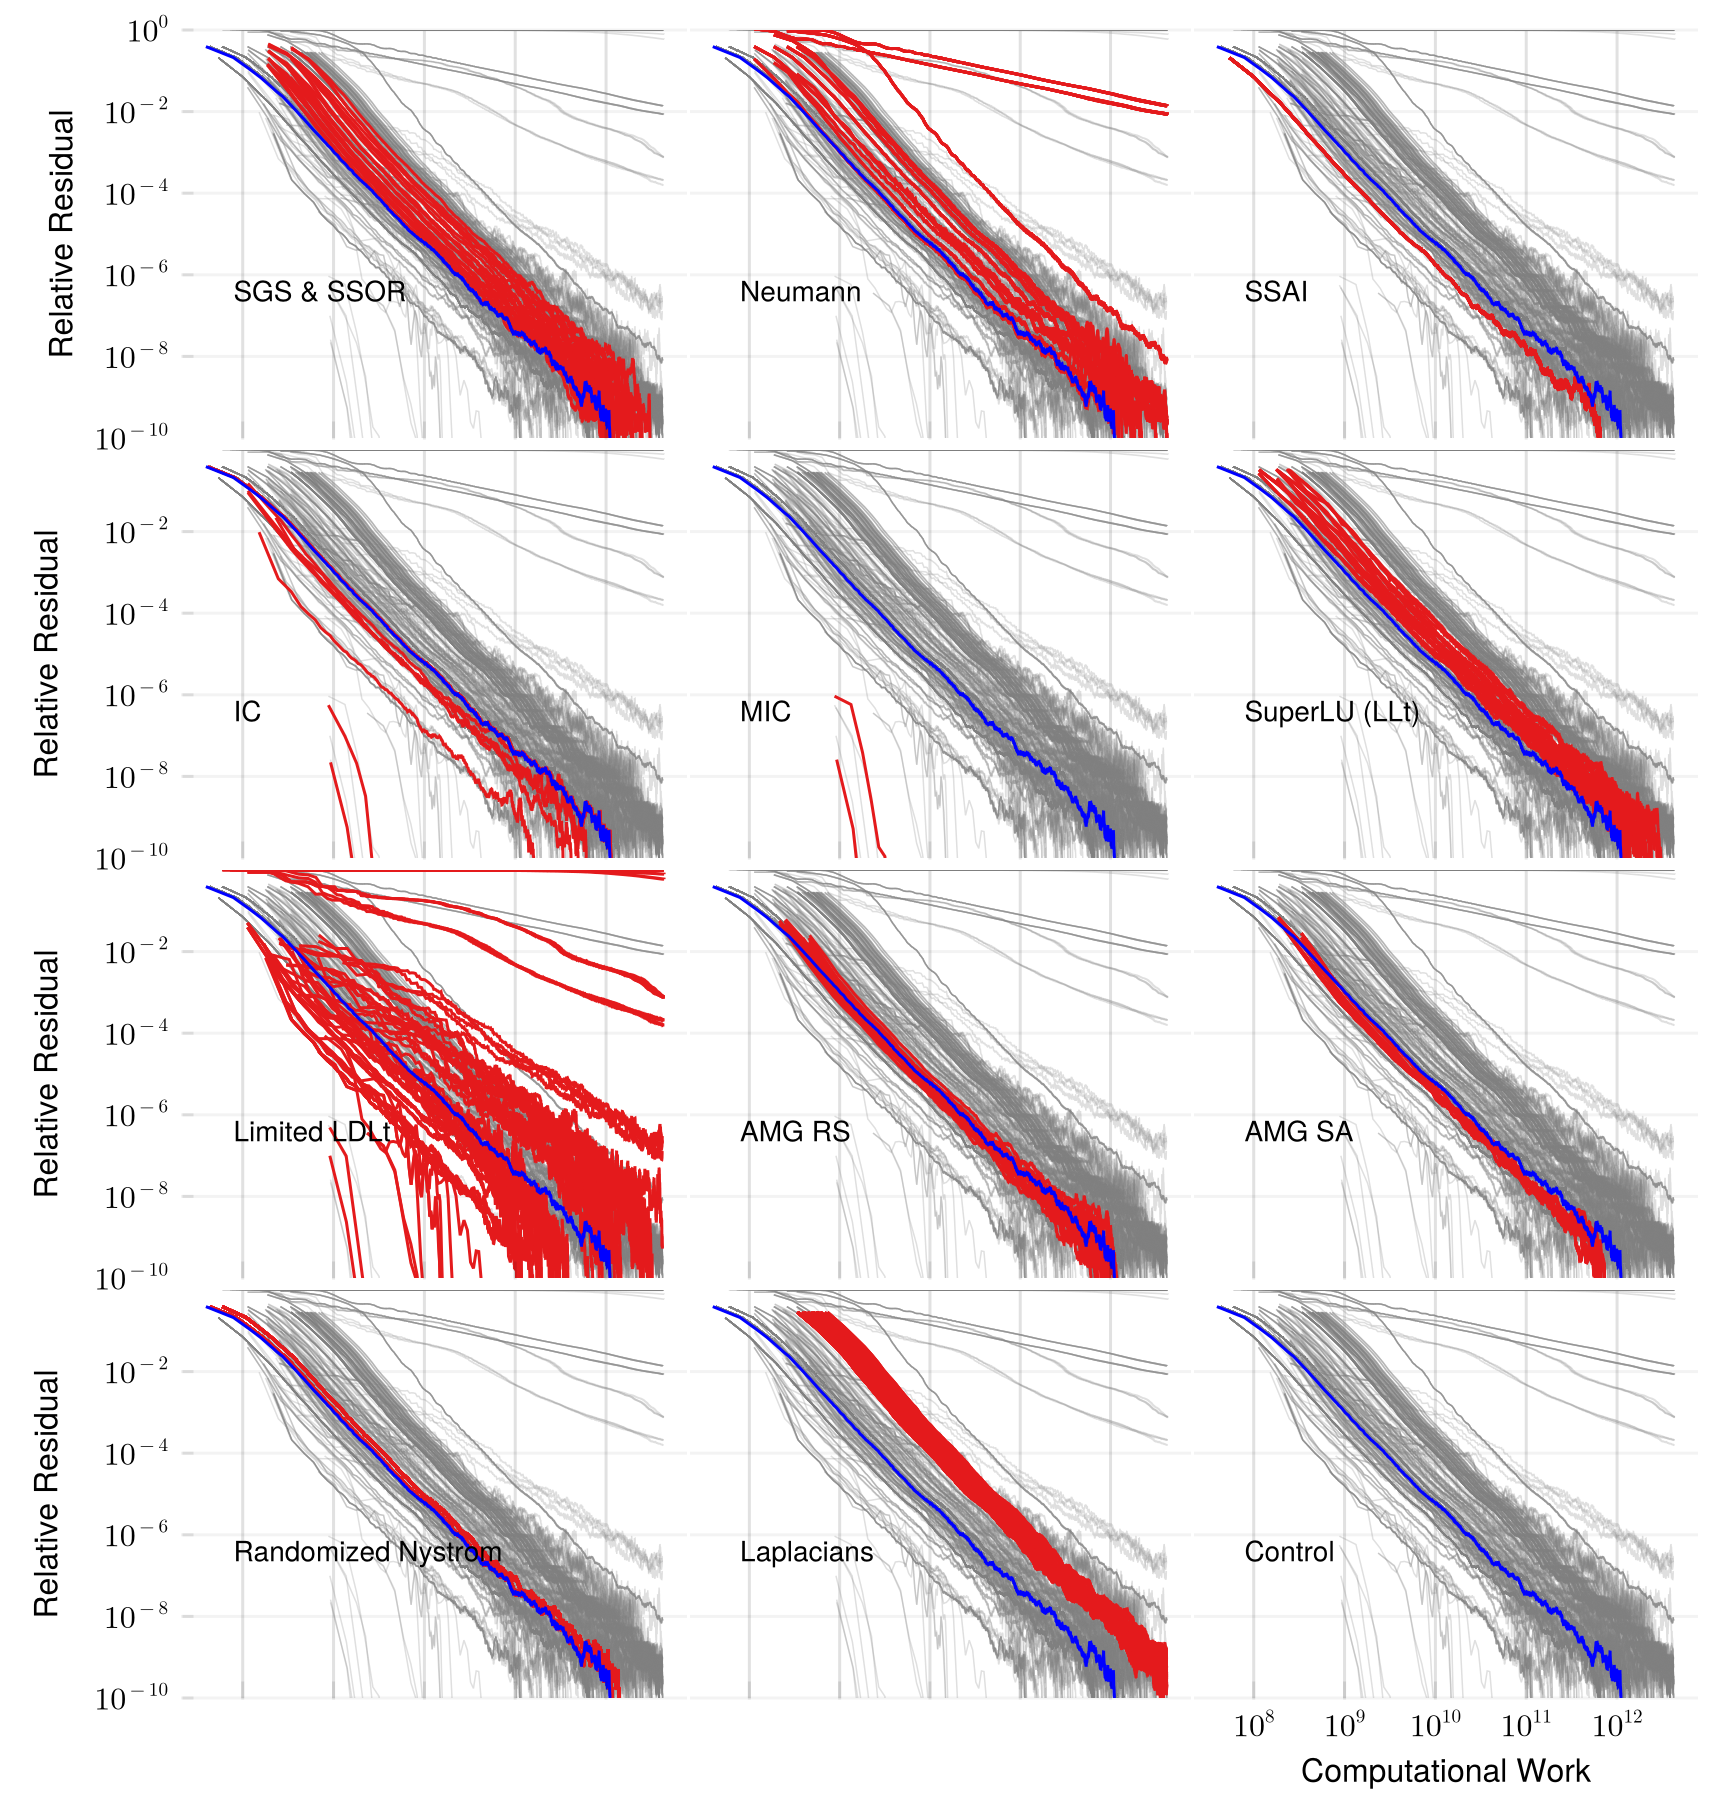 10^0
10^−2
10^−4
10^−6
10^−8
10^−10
Relative Residual
SGS & SSOR
Neumann
SSAI
10^−2
10^−4
10^−6
10^−8
10^−10
Relative Residual
IC
MIC
SuperLU (LLt)
10^−2
10^−4
10^−6
10^−8
10^−10
Relative Residual
Limited LDLt
AMG RS
AMG SA
10^−2
10^−4
10^−6
10^−8
10^−10
Relative Residual
Randomized Nystrom
Laplacians
Control
10^8 10^9 10^10 10^11 10^12
Computational Work